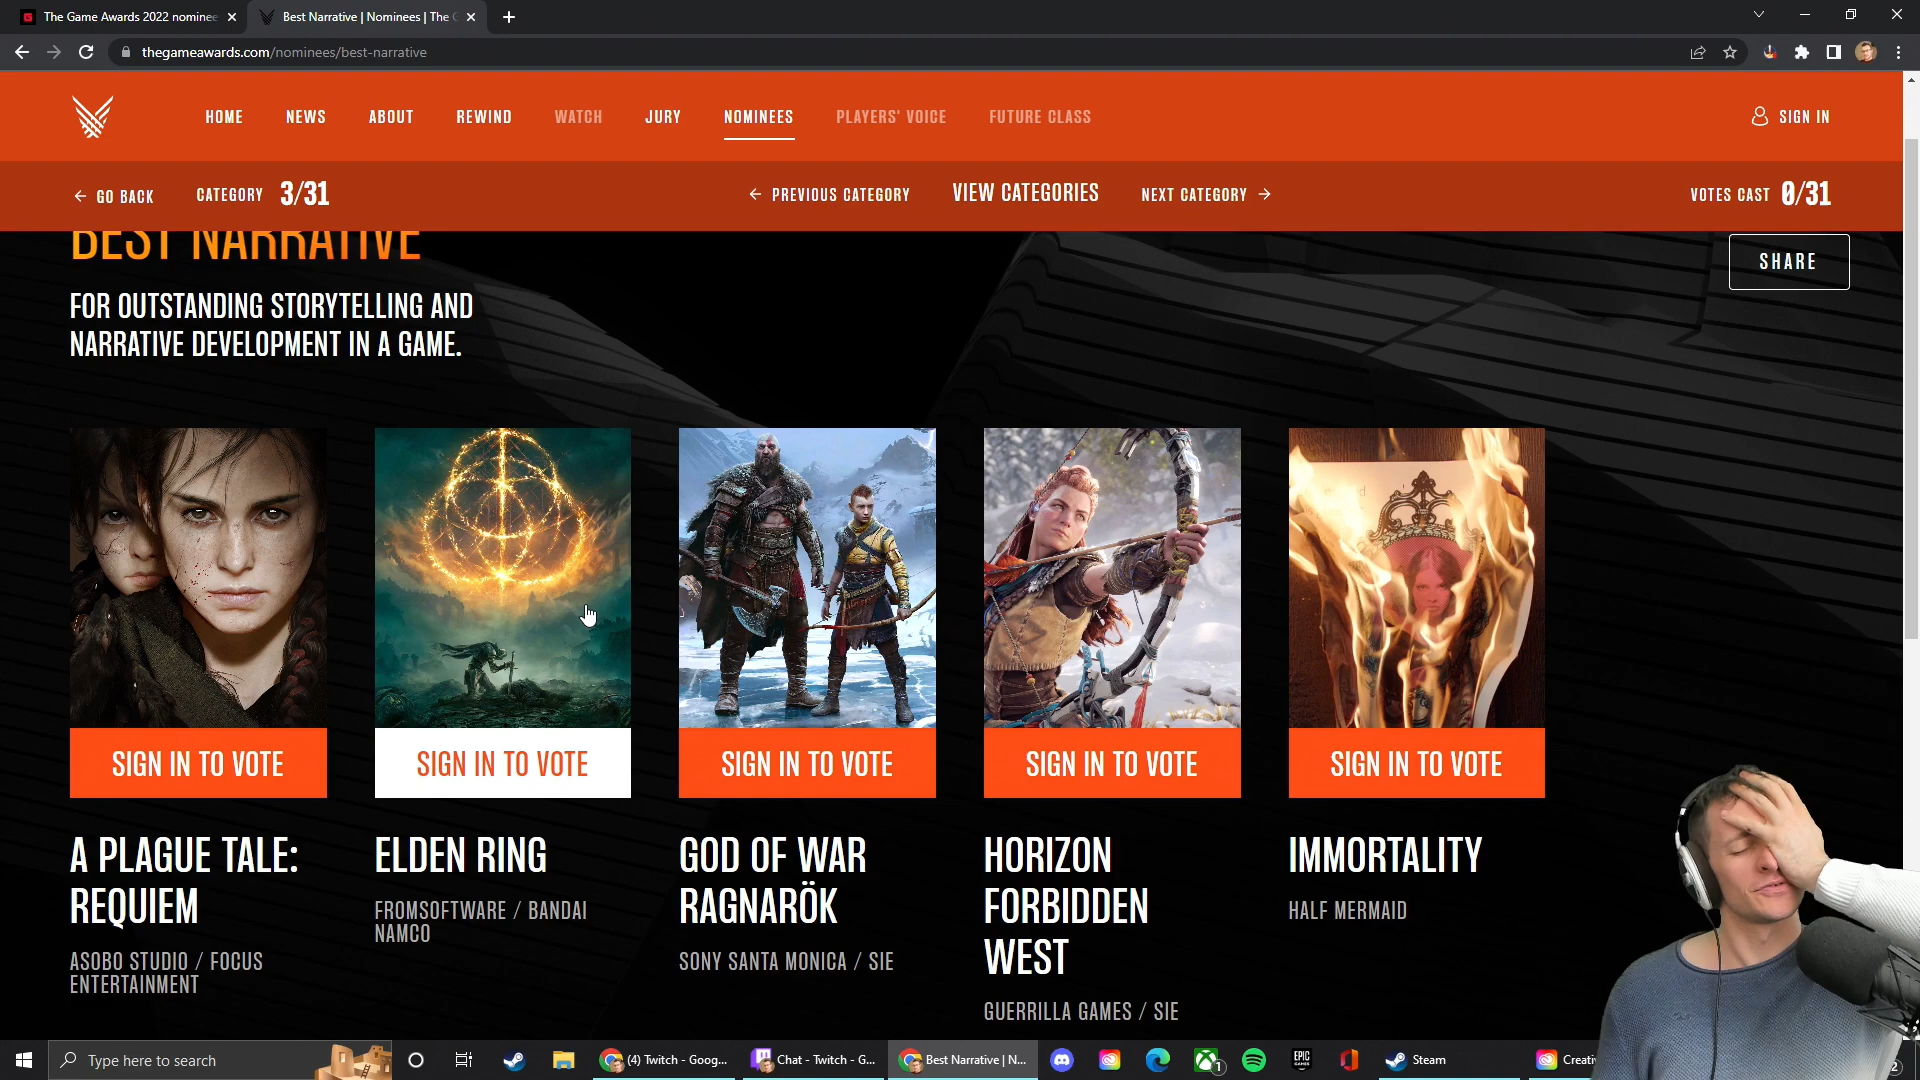 The Game Awards 2022 nominee
Best Narrative | Nominees | The G
thegameawards.com/nominees/best-narrative
HOME NEWS ABOUT REWIND WATCH JURY NOMINEES PLAYERS' VOICE FUTURE CLASS SIGN IN
GO BACK CATEGORY 3/31 PREVIOUS CATEGORY VIEW CATEGORIES NEXT CATEGORY VOTES CAST 0/31
BEST NARRATIVE
SHARE
FOR OUTSTANDING STORYTELLING AND
NARRATIVE DEVELOPMENT IN A GAME.
SIGN IN TO VOTE SIGN IN TO VOTE SIGN IN TO VOTE SIGN IN TO VOTE SIGN IN TO VOTE
A PLAGUE TALE:
REQUIEM
ASOBO STUDIO / FOCUS
ENTERTAINMENT
ELDEN RING
FROMSOFTWARE / BANDAI
NAMCO
GOD OF WAR
RAGNARÖK
SONY SANTA MONICA / SIE
HORIZON
FORBIDDEN
WEST
GUERRILLA GAMES / SIE
IMMORTALITY
HALF MERMAID
Type here to search (4) Twitch - Goog... Chat - Twitch - G... Best Narrative | N... 1 EPIC GAMES Steam Creativ 2